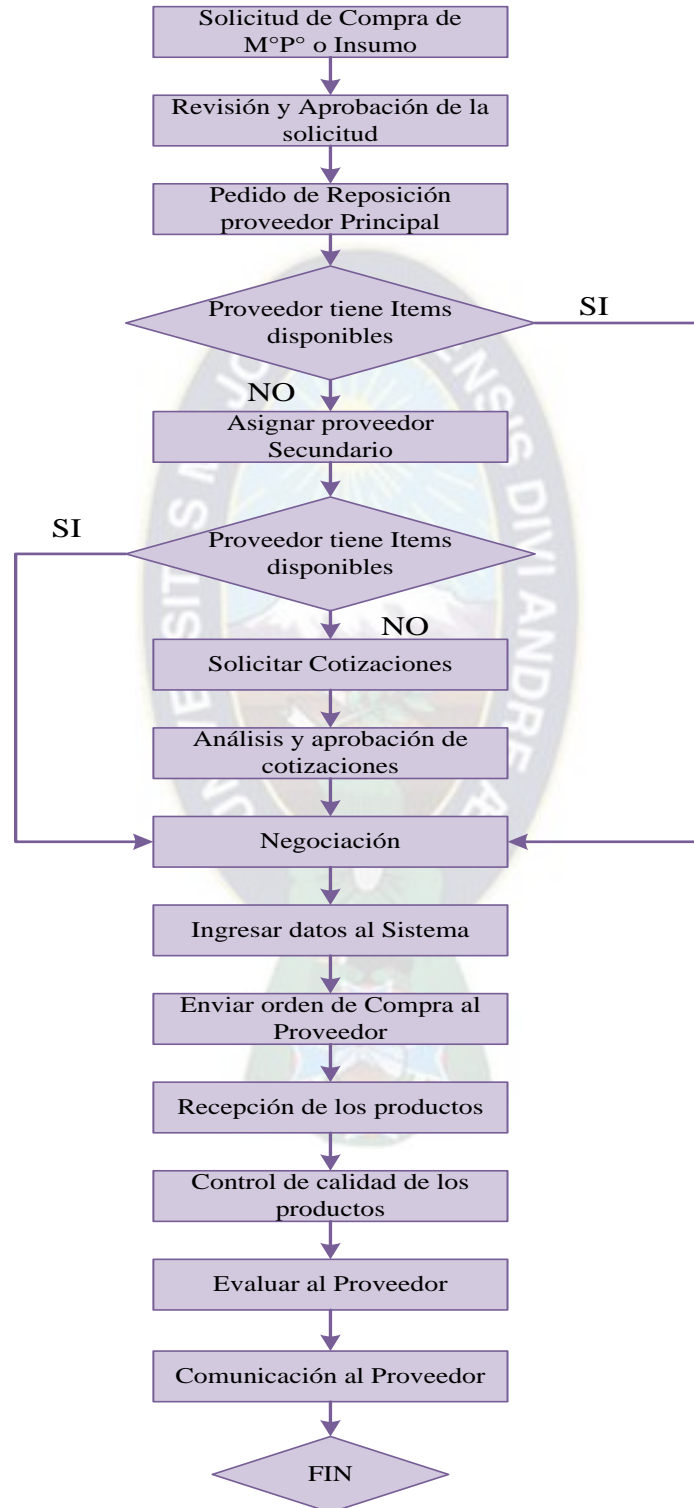 Solicitud de Compra de
M°P° o Insumo
Revisión y Aprobación de la
solicitud
Pedido de Reposición
proveedor Principal
Proveedor tiene Items
disponibles
SI
NO
Asignar proveedor
Secundario
SI
Proveedor tiene Items
disponibles
NO
Solicitar Cotizaciones
Análisis y aprobación de
cotizaciones
Negociación
Ingresar datos al Sistema
Enviar orden de Compra al
Proveedor
Recepción de los productos
Control de calidad de los
productos
Evaluar al Proveedor
Comunicación al Proveedor
FIN
ENSIS DIVI ANDRE Æ